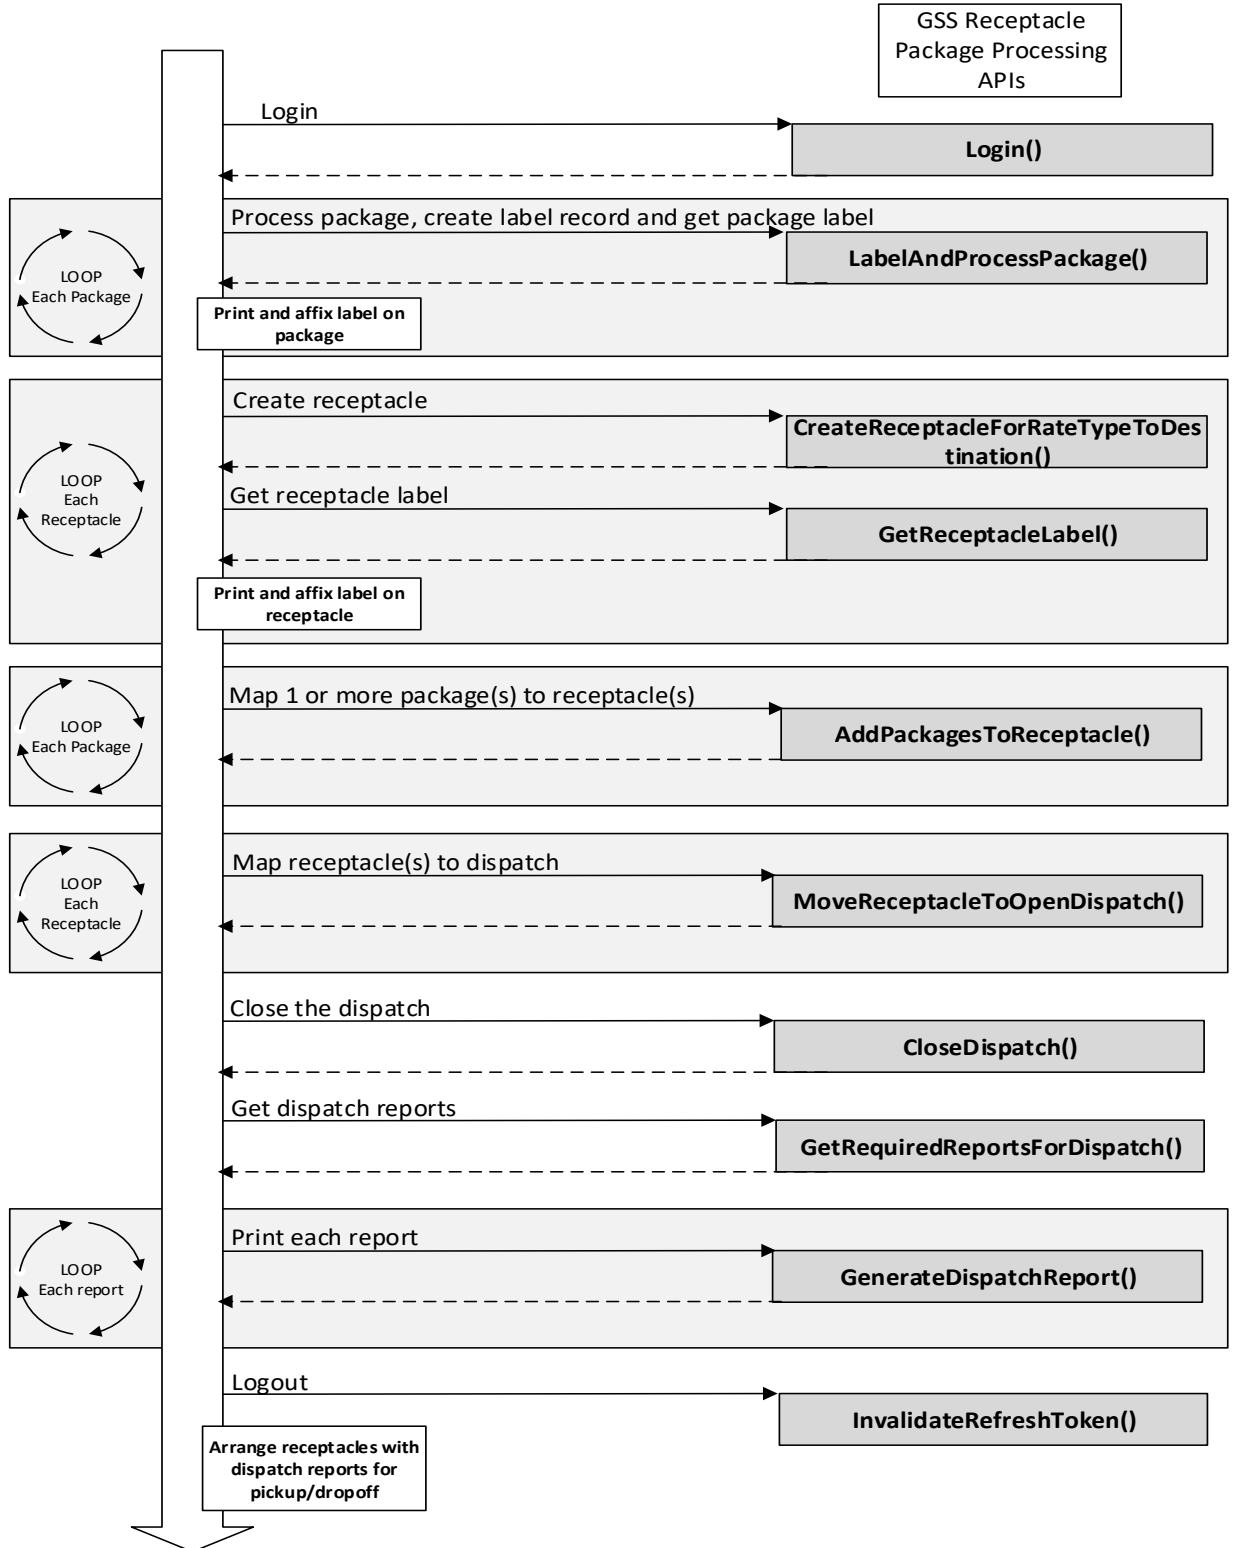 GSS Receptacle
Package Processing
APIs
Login
Login()
Process package, create label record and get package label
LabelAndProcessPackage()
LOOP
Each Package
Print and affix label on
package
Create receptacle
CreateReceptacleForRateTypeToDes
tination()
LOOP
Each
Receptacle
Get receptacle label
GetReceptacleLabel()
Print and affix label on
receptacle
Map 1 or more package(s) to receptacle(s)
AddPackagesToReceptacle()
LOOP
Each Package
Map receptacle(s) to dispatch
MoveReceptacleToOpenDispatch()
LOOP
Each
Receptacle
Close the dispatch
CloseDispatch()
Get dispatch reports
GetRequiredReportsForDispatch()
Print each report
GenerateDispatchReport()
LOOP
Each report
Logout
InvalidateRefreshToken()
Arrange receptacles with
dispatch reports for
pickup/dropoff